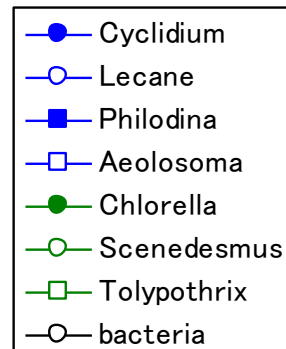 Cyclidium
Lecane
Philodina
Aeolosoma
Chlorella
Scenedesmus
Tolypothrix
bacteria